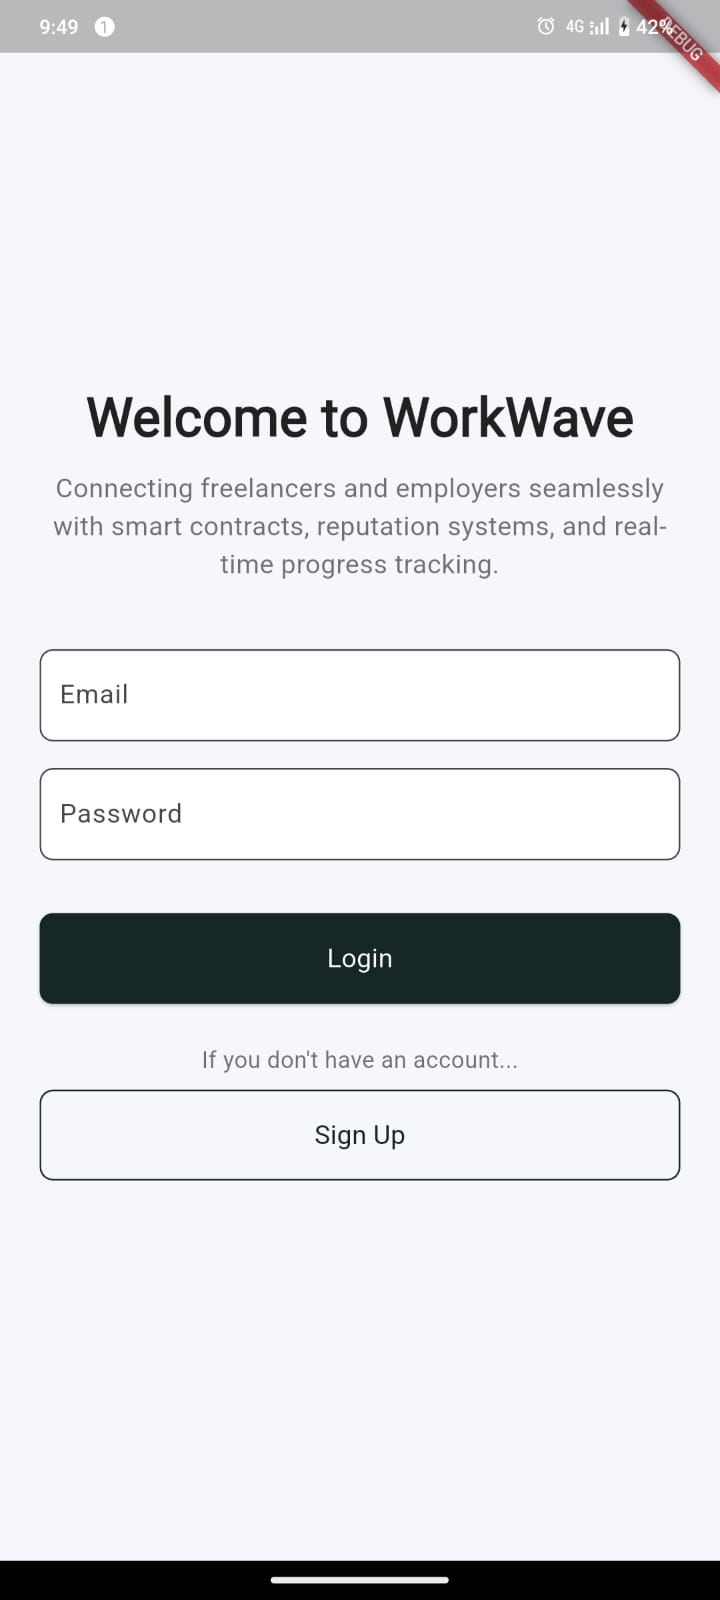 9:49 1 4G 42%
DEBUG
Welcome to WorkWave
Connecting freelancers and employers seamlessly
with smart contracts, reputation systems, and real-
time progress tracking.
Email
Password
Login
If you don't have an account...
Sign Up